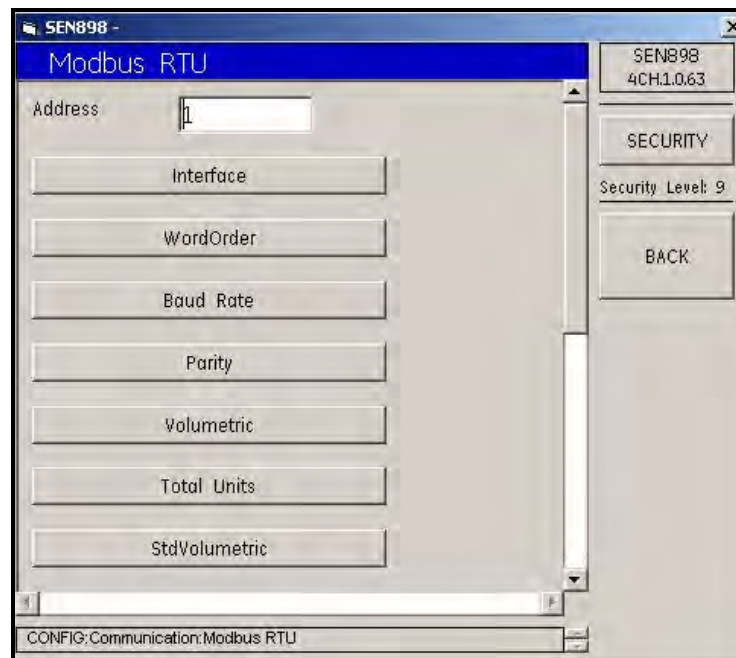 SEN898 -
Modbus RTU
Address
1
Interface
WordOrder
Baud Rate
Parity
Volumetric
Total Units
StdVolumetric
CONFIG:Communication:Modbus RTU
SEN898
4CH.1.0.63
SECURITY
Security Level: 9
BACK